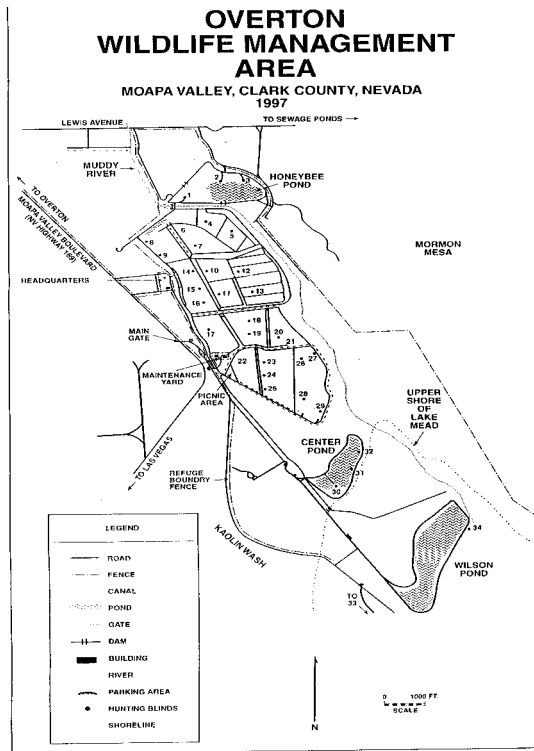 OVERTON
WILDLIFE MANAGEMENT
AREA
MOAPA VALLEY, CLARK COUNTY, NEVADA
1997
LEWIS AVENUE
TO SEWAGE PONDS
MUDDY
RIVER
HONEYBEE
POND
2
3
1
TO OVERTON
MOAPA VALLEY BOULEVARD
(NV HIGHWAY 169)
4
5
6
7
8
9
MORMON
MESA
HEADQUARTERS
14
10
12
15
11
13
16
17
18
19
20
21
MAIN
GATE
MAINTENANCE
YARD
22
23
24
25
26
27
28
29
PICNIC
AREA
UPPER
SHORE
OF
LAKE
MEAD
TO LAS VEGAS
CENTER
POND
32
31
30
REFUGE
BOUNDRY
FENCE
KAOLIN WASH
34
WILSON
POND
TO
33
LEGEND
ROAD
FENCE
CANAL
POND
GATE
DAM
BUILDING
RIVER
PARKING AREA
HUNTING BLINDS
SHORELINE
N
0 1000 FT.
SCALE